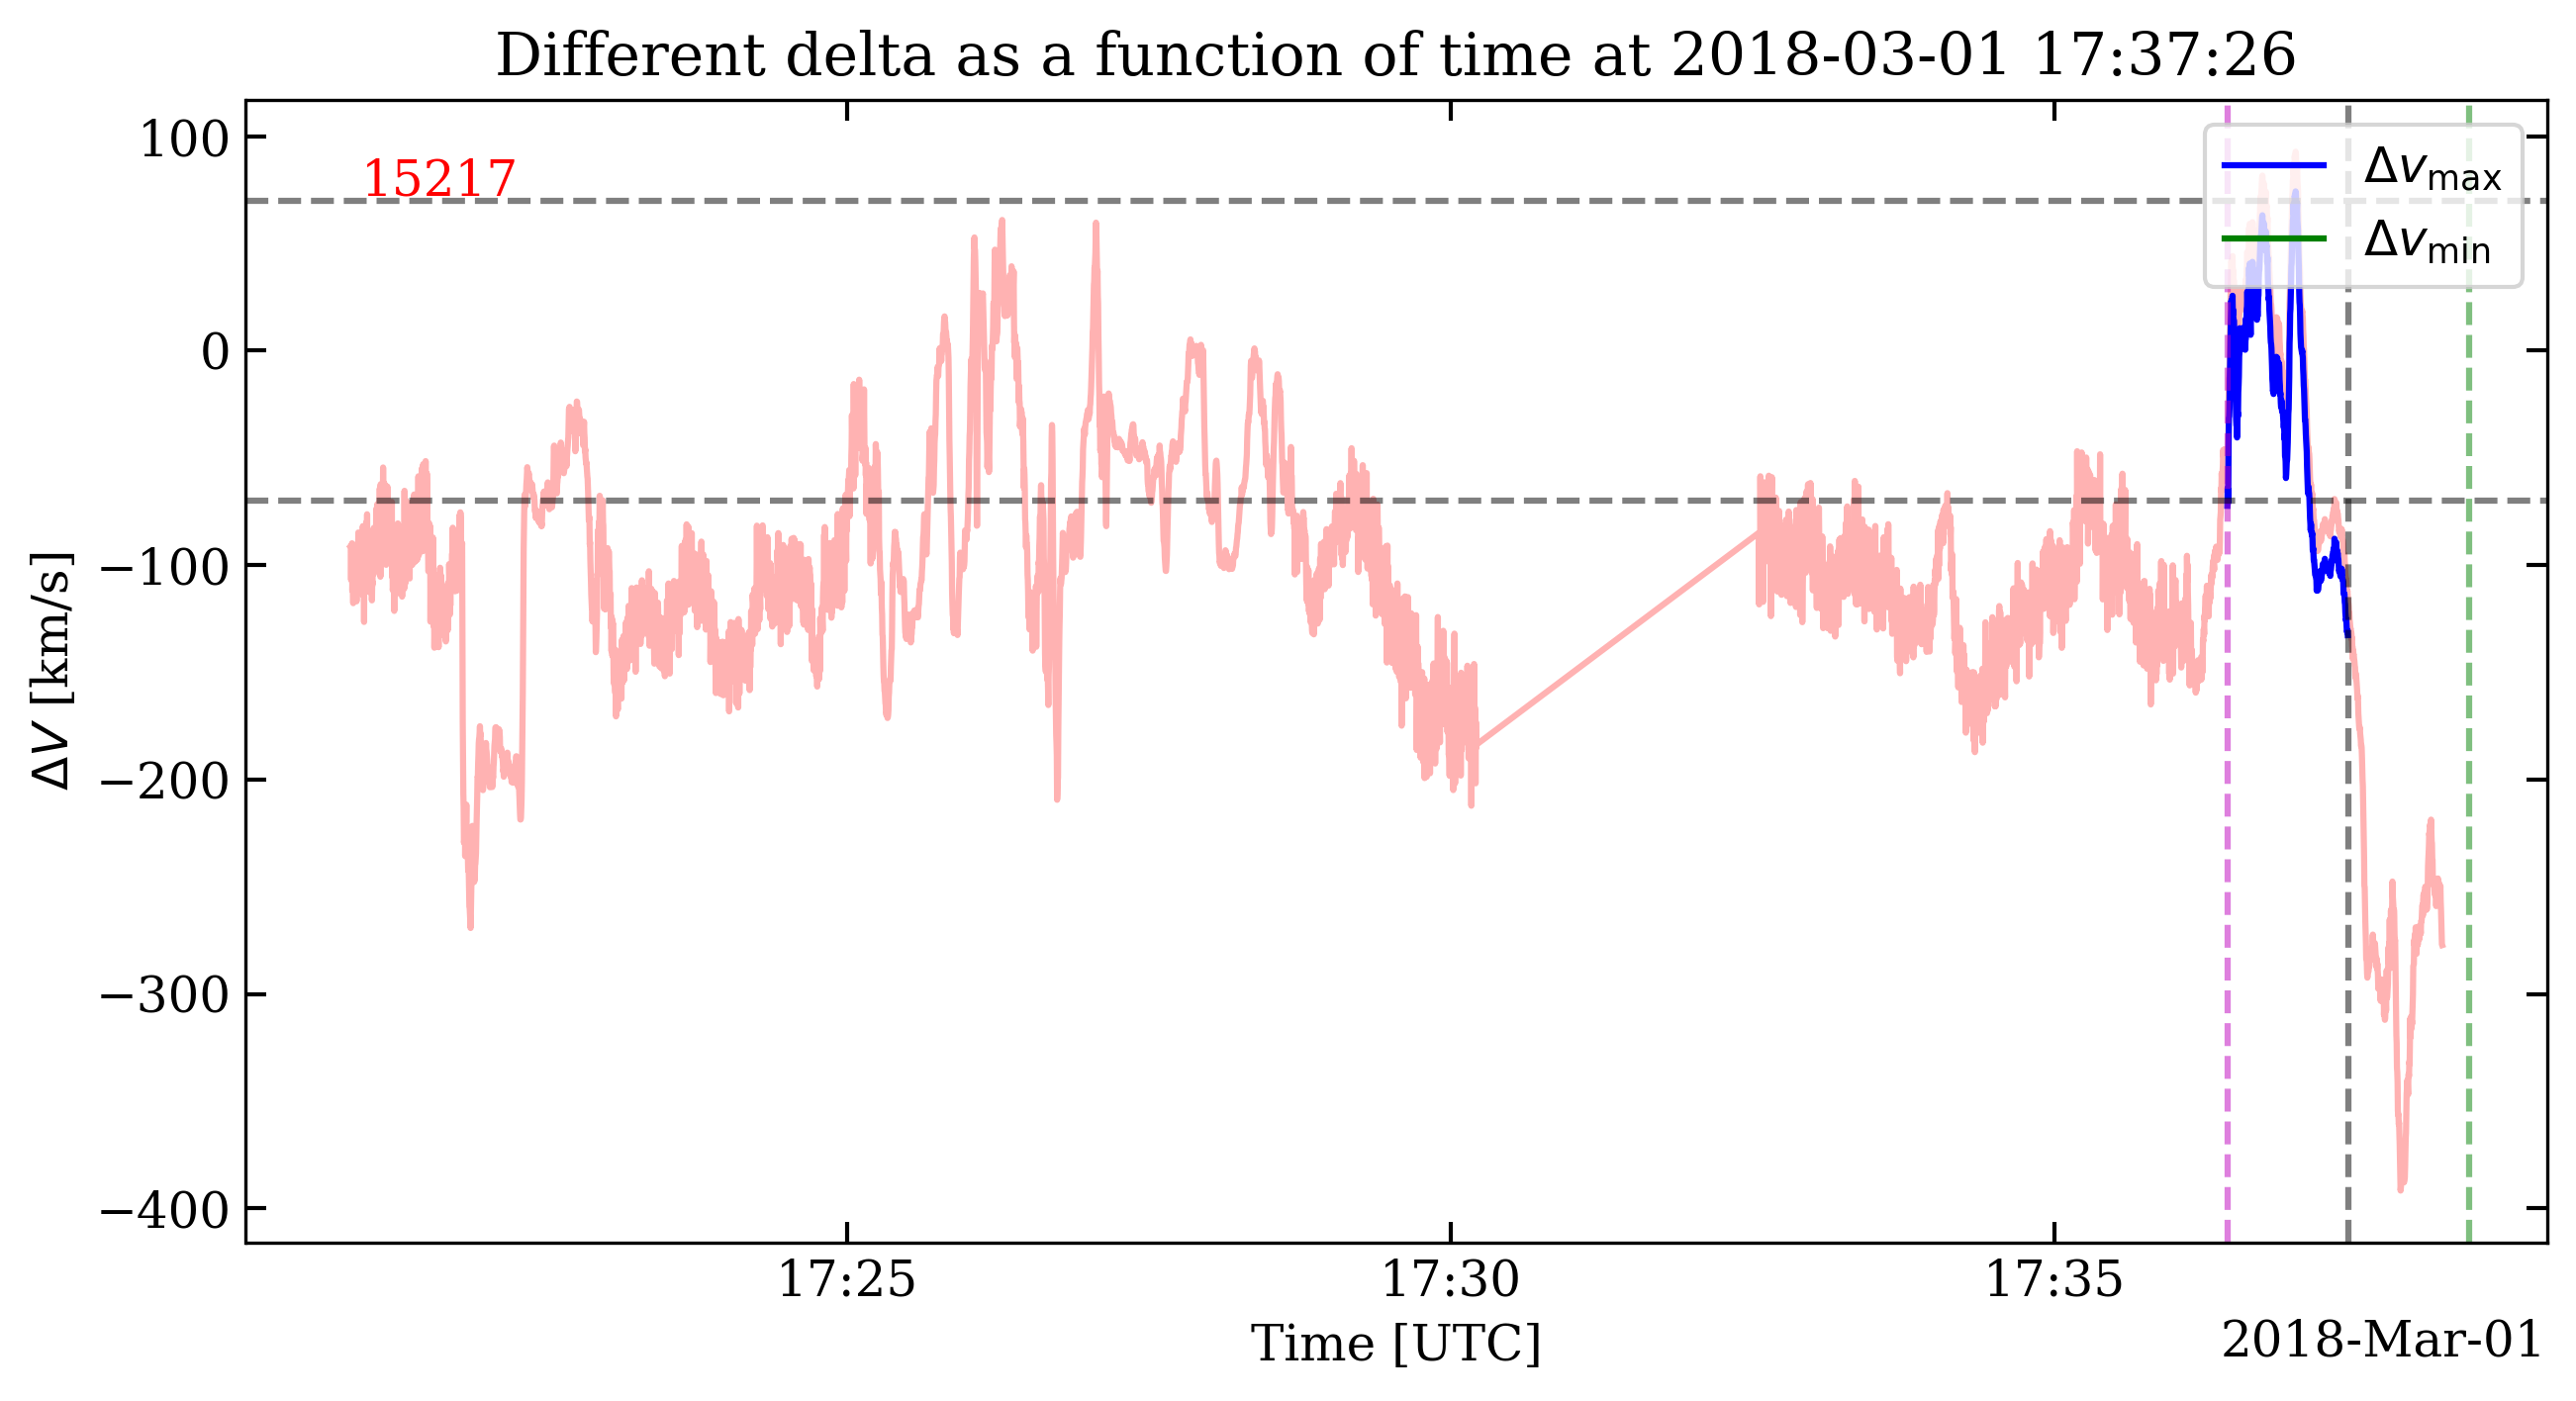 Different delta as a function of time at 2018-03-01 17:37:26
100
0
−100
−200
−300
−400
ΔV [km/s]
15217
Δvmax
Δvmin
17:25
17:30
17:35
Time [UTC]
2018-Mar-01